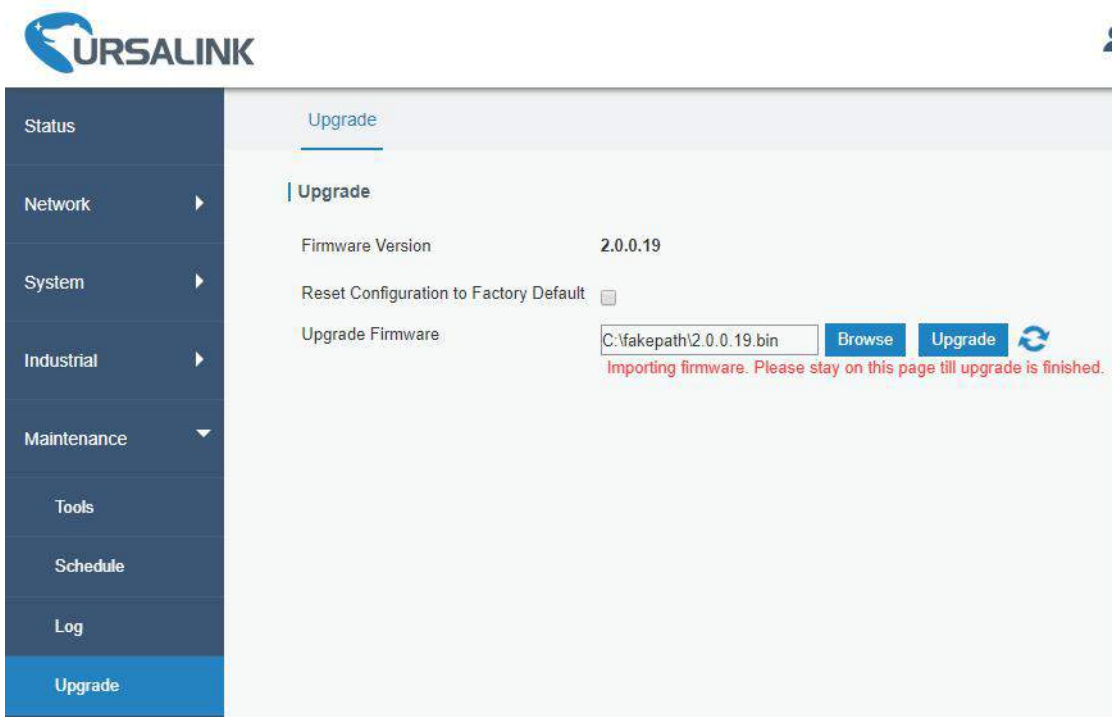 URSALINK
Status
Network
System
Industrial
Maintenance
Tools
Schedule
Log
Upgrade
Upgrade
Upgrade
Firmware Version 2.0.0.19
Reset Configuration to Factory Default
Upgrade Firmware C:\fakepath\2.0.0.19.bin Browse Upgrade
Importing firmware. Please stay on this page till upgrade is finished.